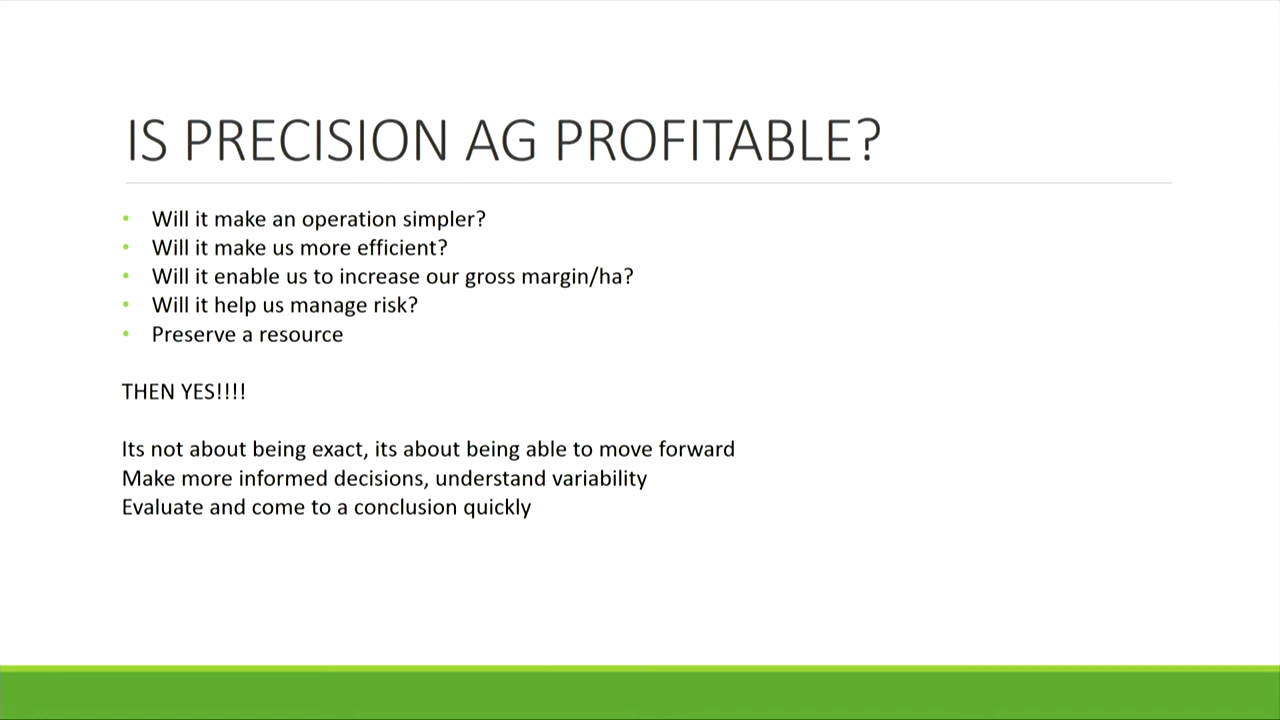 IS PRECISION AG PROFITABLE?
• Will it make an operation simpler?
• Will it make us more efficient?
• Will it enable us to increase our gross margin/ha?
• Will it help us manage risk?
• Preserve a resource
THEN YES!!!!
Its not about being exact, its about being able to move forward
Make more informed decisions, understand variability
Evaluate and come to a conclusion quickly